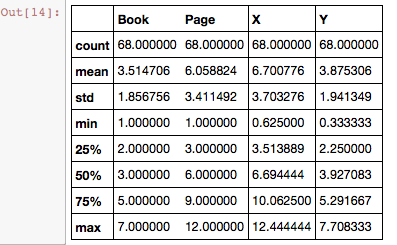 Out[14]:
Book Page X Y
count 68.000000 68.000000 68.000000 68.000000
mean 3.514706 6.058824 6.700776 3.875306
std 1.856756 3.411492 3.703276 1.941349
min 1.000000 1.000000 0.625000 0.333333
25% 2.000000 3.000000 3.513889 2.250000
50% 3.000000 6.000000 6.694444 3.927083
75% 5.000000 9.000000 10.062500 5.291667
max 7.000000 12.000000 12.444444 7.708333